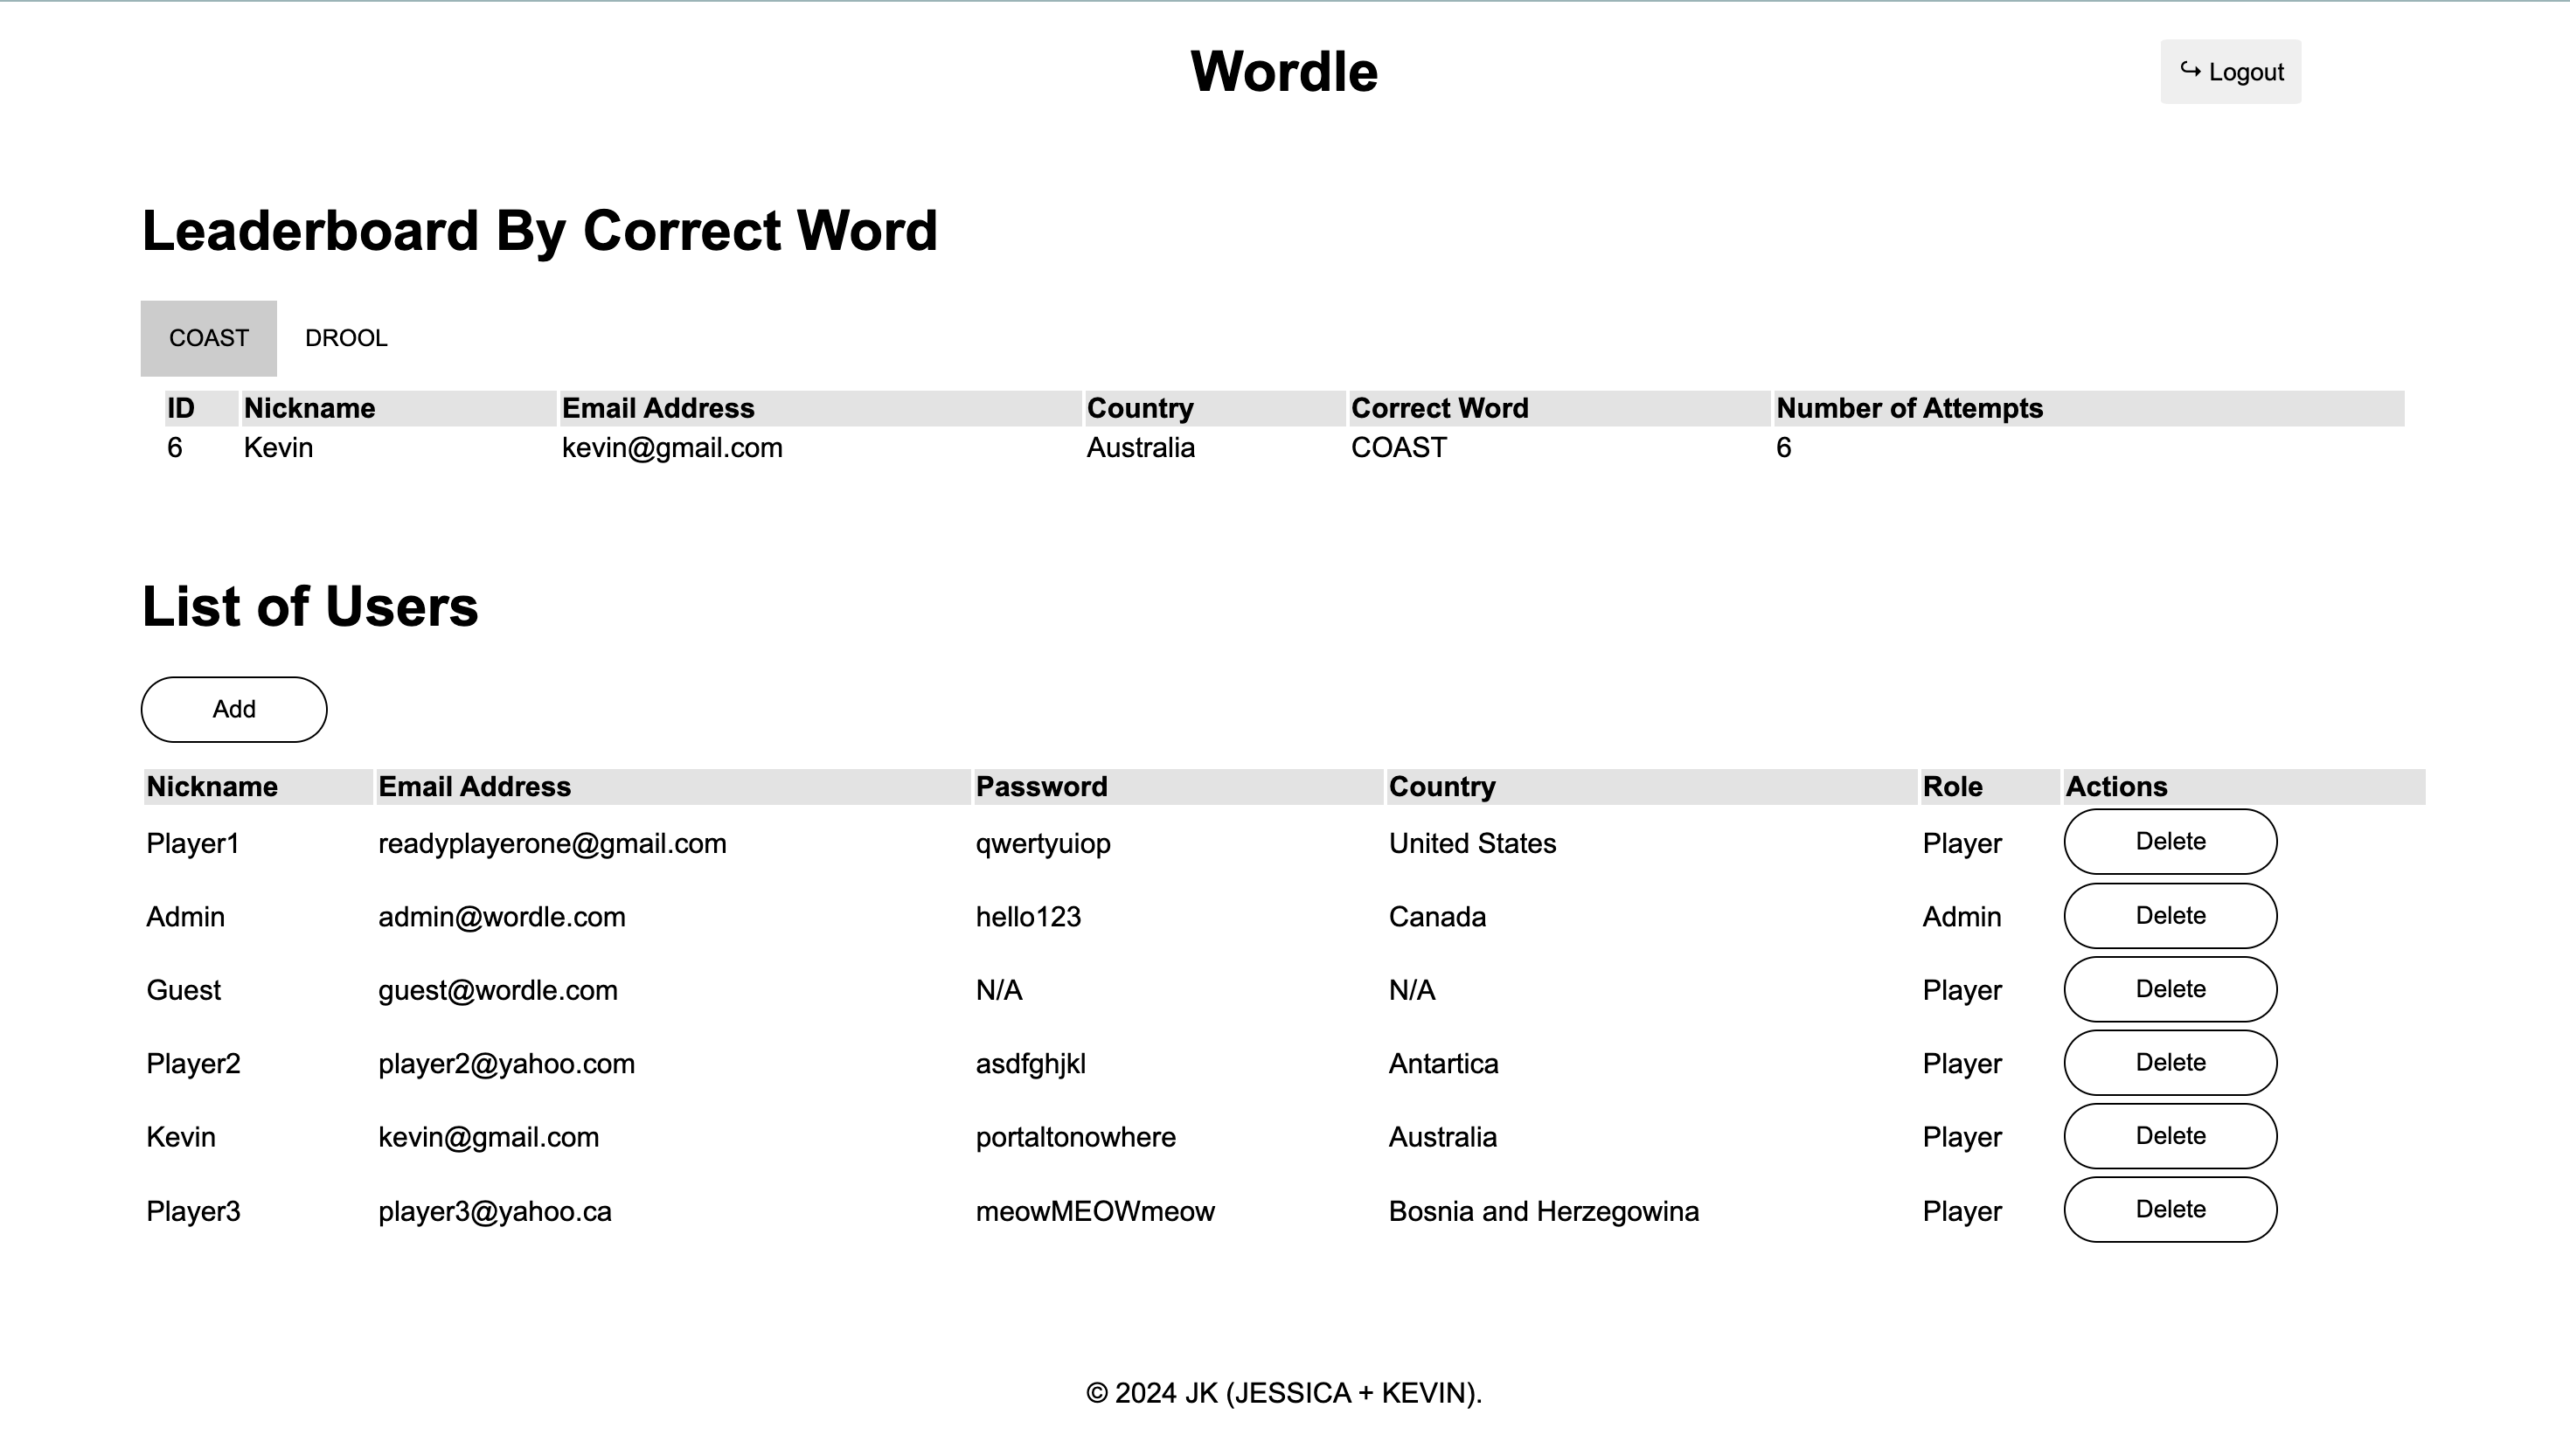 Wordle
↪ Logout
Leaderboard By Correct Word
COAST DROOL
ID Nickname Email Address Country Correct Word Number of Attempts
6 Kevin kevin@gmail.com Australia COAST 6
List of Users
Add
Nickname Email Address Password Country Role Actions
Player1 readyplayerone@gmail.com qwertyuiop United States Player Delete
Admin admin@wordle.com hello123 Canada Admin Delete
Guest guest@wordle.com N/A N/A Player Delete
Player2 player2@yahoo.com asdfghjkl Antartica Player Delete
Kevin kevin@gmail.com portaltonowhere Australia Player Delete
Player3 player3@yahoo.ca meowMEOWmeow Bosnia and Herzegowina Player Delete
© 2024 JK (JESSICA + KEVIN).